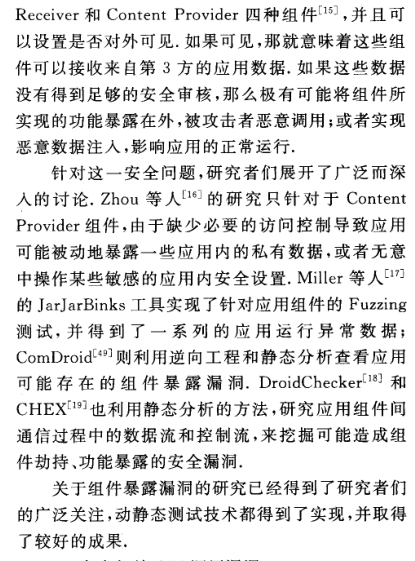 Receiver 和 Content Provider 四种组件[15],并且可
以设置是否对外可见.如果可见,那就意味着这些组
件可以接收来自第 3 方的应用数据.如果这些数据
没有得到足够的安全审核,那么极有可能将组件所
实现的功能暴露在外,被攻击者恶意调用;或者实现
恶意数据注入,影响应用的正常运行.
针对这一安全问题,研究者们展开了广泛而深
入的讨论.Zhou 等人[16]的研究只针对于 Content
Provider 组件,由于缺少必要的访问控制导致应用
可能被动地暴露一些应用内的私有数据,或者无意
中操作某些敏感的应用内安全设置.Miller 等人[17]
的 JarJarBinks 工具实现了针对应用组件的 Fuzzing
测试,并得到了一系列的应用运行异常数据;
ComDroid[49]则利用逆向工程和静态分析查看应用
可能存在的组件暴露漏洞.DroidChecker[18]和
CHEX[19]也利用静态分析的方法,研究应用组件间
通信过程中的数据流和控制流,来挖掘可能造成组
件劫持、功能暴露的安全漏洞.
关于组件暴露漏洞的研究已经得到了研究者们
的广泛关注,动静态测试技术都得到了实现,并取得
了较好的成果.